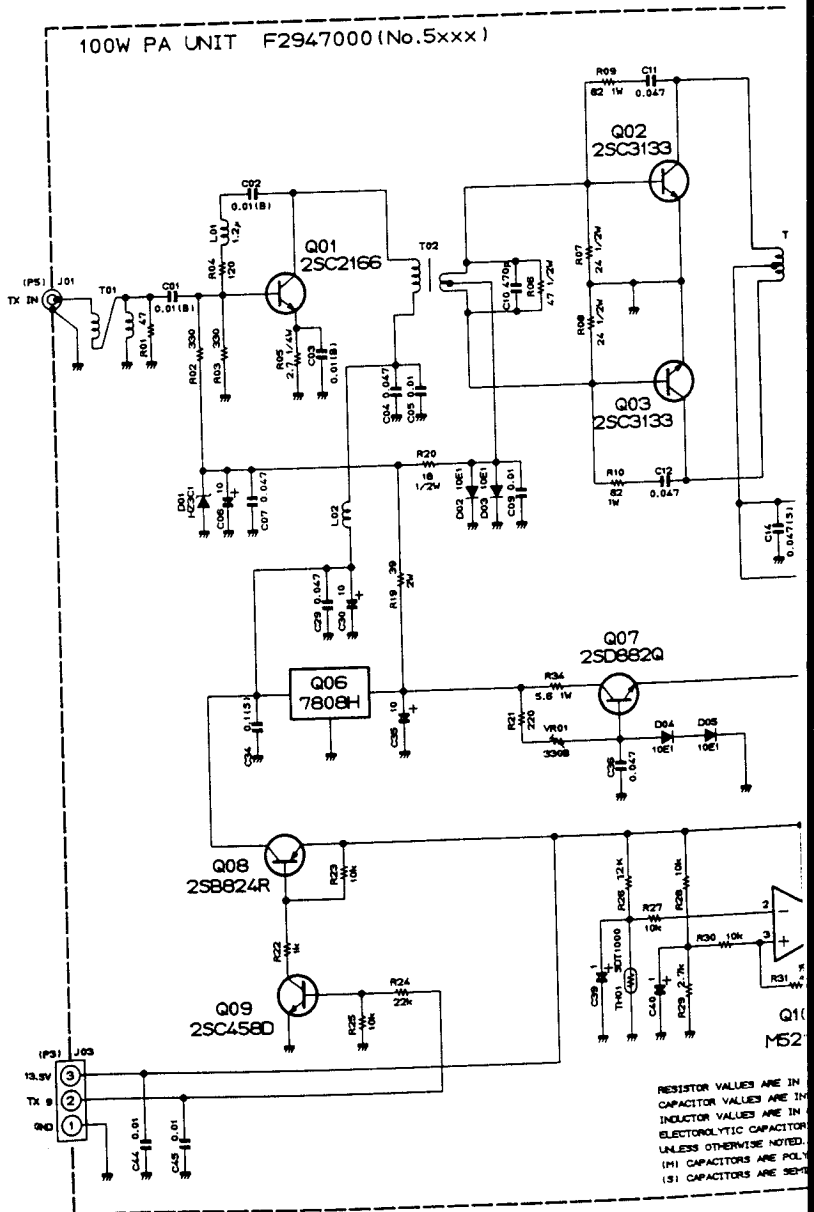 100W PA UNIT F2947000(No.5xxx)
R09
82 1W
C11
0.047
Q02
2SC3133
C02
0.01(B)
L01
1.2μ
R04
120
Q01
2SC2166
T02
R07
24 1/2W
T
(P5) J01
TX IN
T01
C01
0.01(B)
R01 47
C10 470p
R06
47 1/2W
R08
24 1/2W
R02 330
R03 330
R05
2.7 1/4W
C03
0.01(B)
C04 0.047
C05 0.01
Q03
2SC3133
R20
18
1/2W
R10
82
1W
C12
0.047
D01
HZ3C1
C06 10 +
C07 0.047
L02
D02 10E1
D03 10E1
C09 0.01
C14
0.047(S)
C29 0.047
C30 10 +
R19 39
2W
Q07
2SD882Q
Q06
7808H
R34
5.6 1W
R21
220
VR01
330B
D04
10E1
D05
10E1
C34 0.1(S)
C35 10 +
C36
0.047
Q08
2SB824R
R23
10k
R26 12K
R28 10k
R27
10k
2
-
R22
1k
R30 10k
3
+
Q09
2SC458D
R24
22k
R25
10k
C39 1 +
TH01 SDT1000
C40 1 +
R29 2.7k
R31
Q1(
M52
(P3) J03
13.5V 3
TX 9 2
GND 1
C44 0.01
C45 0.01
RESISTOR VALUES ARE IN
CAPACITOR VALUES ARE IN
INDUCTOR VALUES ARE IN
ELECTOROLYTIC CAPACITOR
UNLESS OTHERWISE NOTED.
(M) CAPACITORS ARE POLY
(S) CAPACITORS ARE SEMI